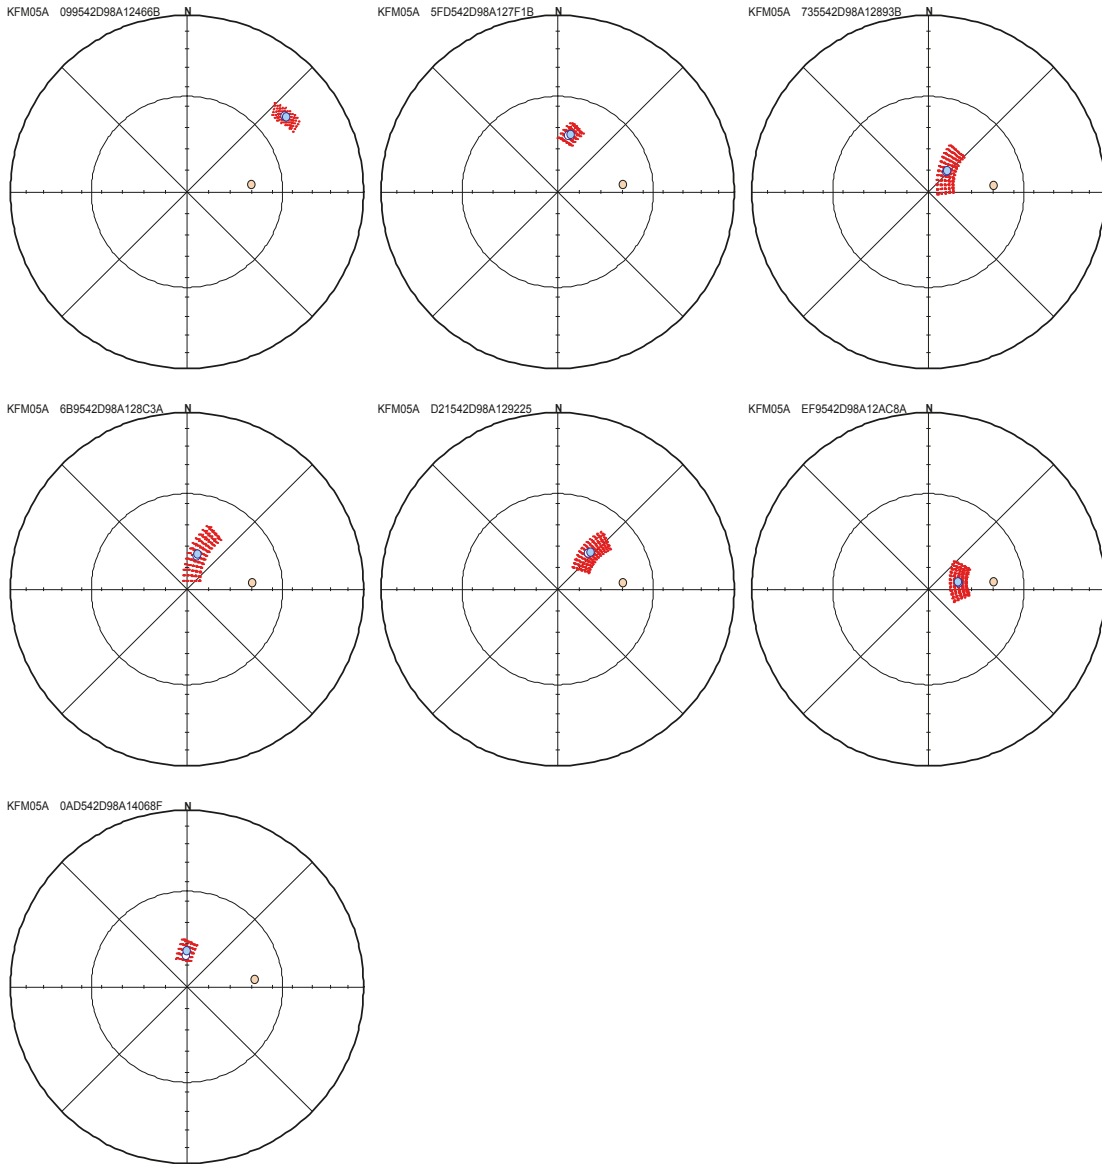 KFM05A 099542D98A12466B
N
KFM05A 5FD542D98A127F1B
N
KFM05A 735542D98A12893B
N
KFM05A 6B9542D98A128C3A
N
KFM05A D21542D98A129225
N
KFM05A EF9542D98A12AC8A
N
KFM05A 0AD542D98A14068F
N